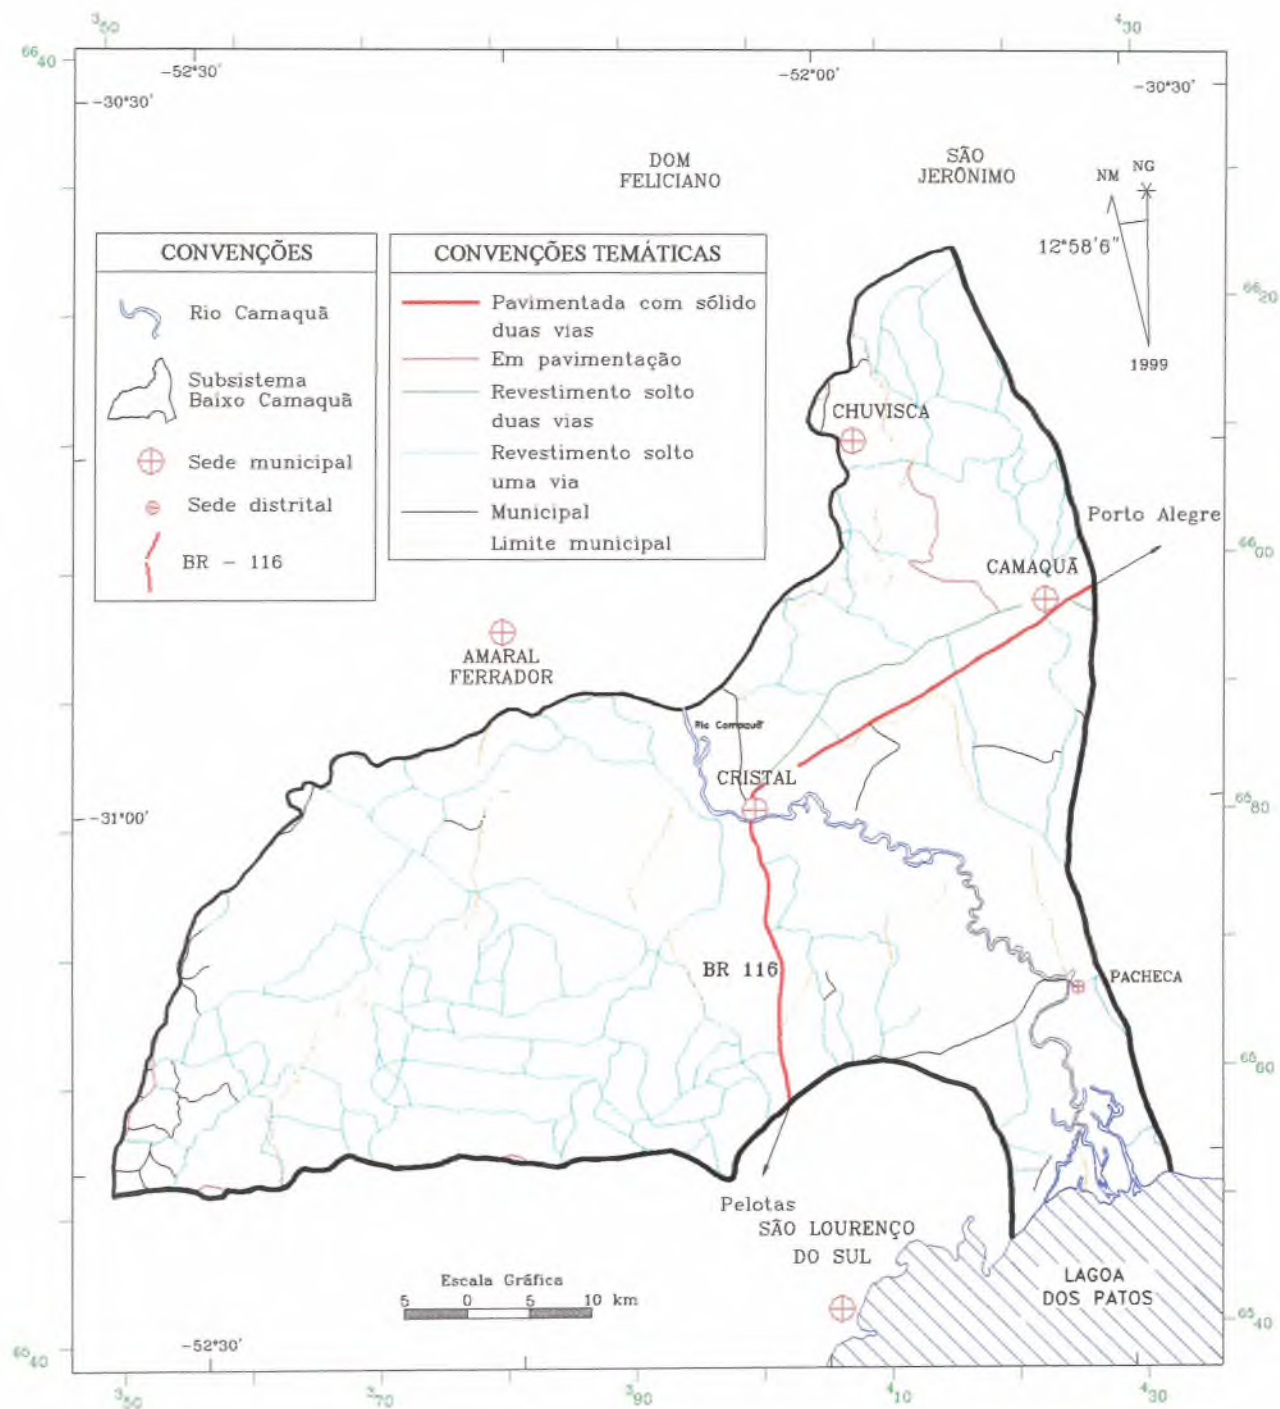 350
430
6640
-52°30'
-52°00'
-30°30'
-30°30'
DOM
FELICIANO
SÃO
JERÔNIMO
NM NG
12°58'6"
1999
CONVENÇÕES
Rio Camaquã
Subsistema
Baixo Camaquã
Sede municipal
Sede distrital
BR - 116
CONVENÇÕES TEMÁTICAS
Pavimentada com sólido
duas vias
Em pavimentação
Revestimento solto
duas vias
Revestimento solto
uma via
Municipal
Limite municipal
6620
CHUVISCA
Porto Alegre
6600
CAMAQUÃ
AMARAL
FERRADOR
Rio Camaquã
CRISTAL
6580
-31°00'
BR 116
PACHECA
6560
Pelotas
SÃO LOURENÇO
DO SUL
LAGOA
DOS PATOS
Escala Gráfica
5 0 5 10 km
6540
-52°30'
6540
350
370
390
410
430